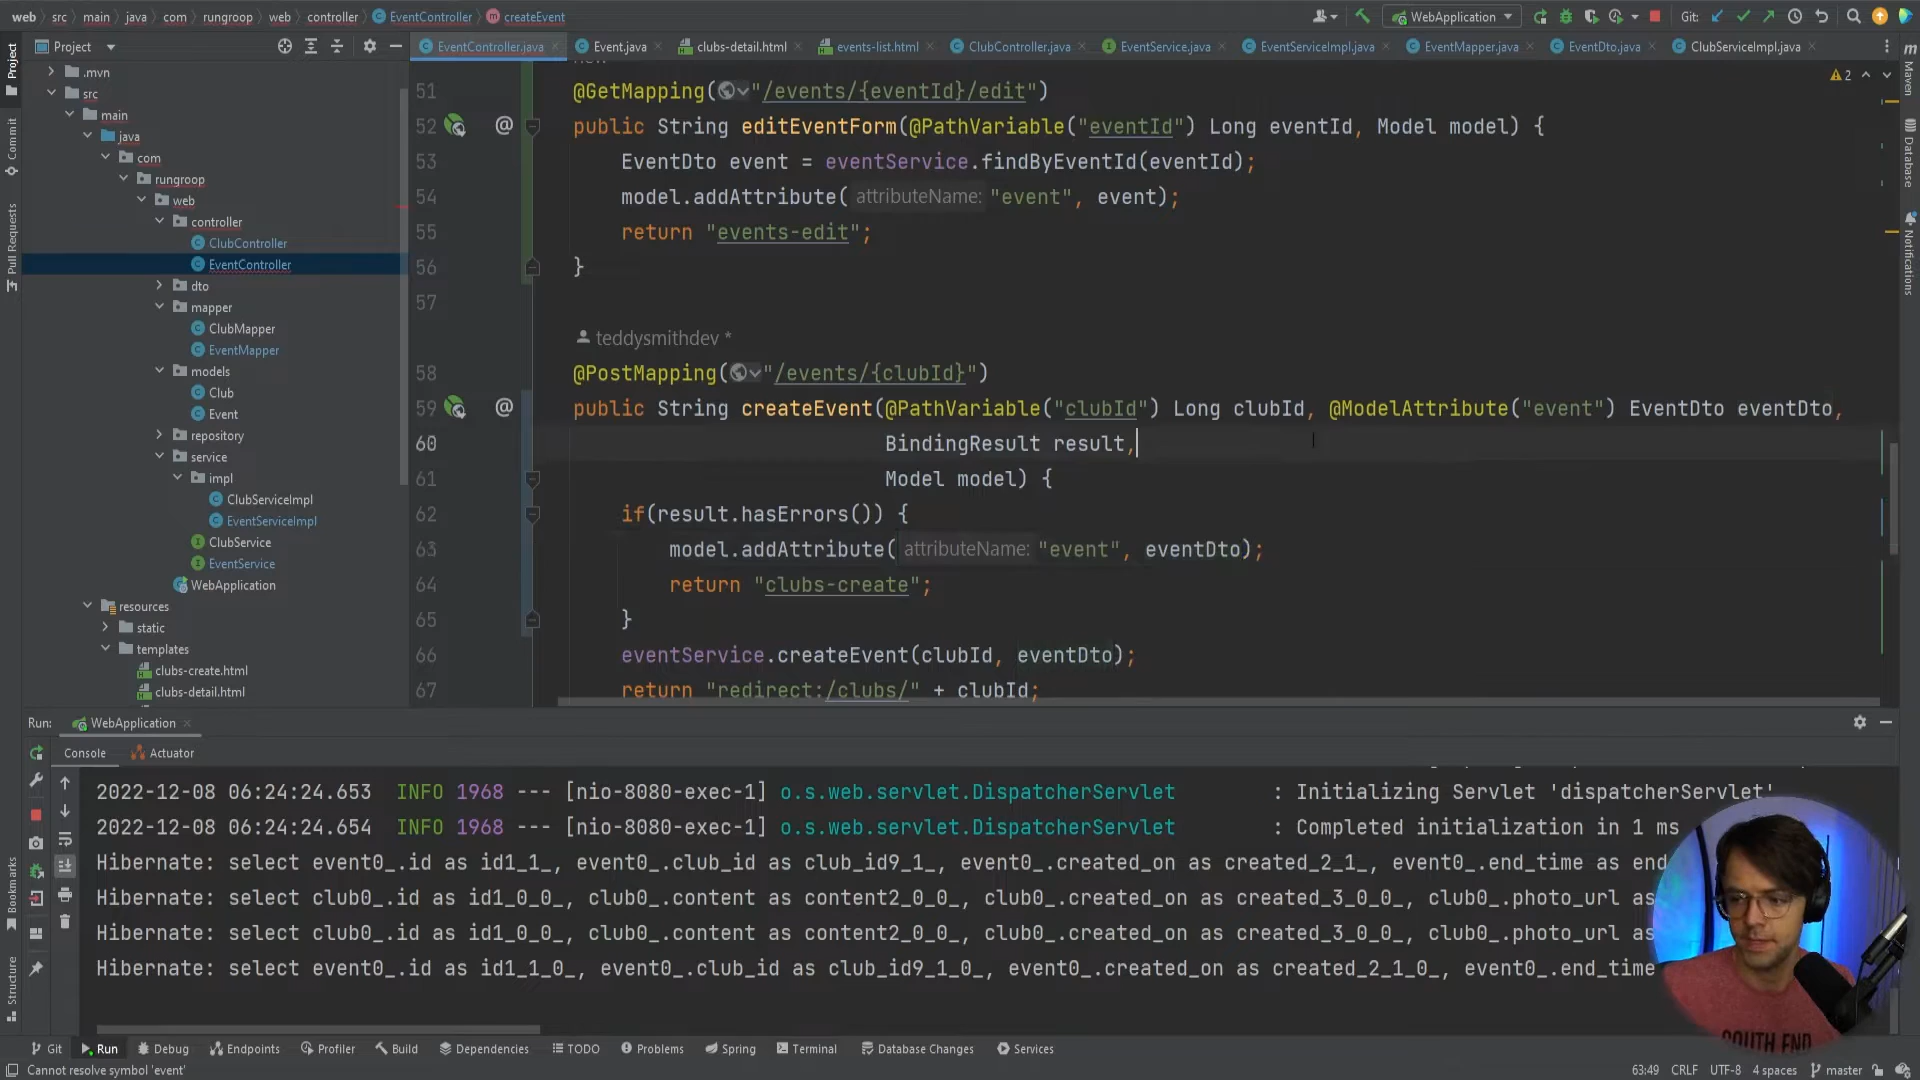 web > src > main > java > com > rungroop > web > controller > EventController > createEvent
WebApplication
Git:
Project
EventController.java
Event.java
clubs-detail.html
events-list.html
ClubController.java
EventService.java
EventServiceImpl.java
EventMapper.java
EventDto.java
ClubServiceImpl.java
Project
Commit
Pull Requests
Bookmarks
Structure
Maven
Database
Notifications
.mvn
src
main
java
com
rungroop
web
controller
ClubController
EventController
dto
mapper
ClubMapper
EventMapper
models
Club
Event
repository
service
impl
ClubServiceImpl
EventServiceImpl
ClubService
EventService
WebApplication
resources
static
templates
clubs-create.html
clubs-detail.html
new
2
51 @GetMapping("/events/{eventId}/edit")
52 @ public String editEventForm(@PathVariable("eventId") Long eventId, Model model) {
53 EventDto event = eventService.findByEventId(eventId);
54 model.addAttribute( attributeName: "event", event);
55 return "events-edit";
56 }
57
teddysmithdev *
58 @PostMapping("/events/{clubId}")
59 @ public String createEvent(@PathVariable("clubId") Long clubId, @ModelAttribute("event") EventDto eventDto,
60 BindingResult result,
61 Model model) {
62 if(result.hasErrors()) {
63 model.addAttribute( attributeName: "event", eventDto);
64 return "clubs-create";
65 }
66 eventService.createEvent(clubId, eventDto);
67 return "redirect:/clubs/" + clubId;
Run: WebApplication
Console Actuator
2022-12-08 06:24:24.653 INFO 1968 --- [nio-8080-exec-1] o.s.web.servlet.DispatcherServlet : Initializing Servlet 'dispatcherServlet'
2022-12-08 06:24:24.654 INFO 1968 --- [nio-8080-exec-1] o.s.web.servlet.DispatcherServlet : Completed initialization in 1 ms
Hibernate: select event0_.id as id1_1_, event0_.club_id as club_id9_1_, event0_.created_on as created_2_1_, event0_.end_time as end
Hibernate: select club0_.id as id1_0_0_, club0_.content as content2_0_0_, club0_.created_on as created_3_0_0_, club0_.photo_url as
Hibernate: select club0_.id as id1_0_0_, club0_.content as content2_0_0_, club0_.created_on as created_3_0_0_, club0_.photo_url as
Hibernate: select event0_.id as id1_1_0_, event0_.club_id as club_id9_1_0_, event0_.created_on as created_2_1_0_, event0_.end_time
SOUTH END
Git Run Debug Endpoints Profiler Build Dependencies TODO Problems Spring Terminal Database Changes Services
Cannot resolve symbol 'event'
63:49 CRLF UTF-8 4 spaces master